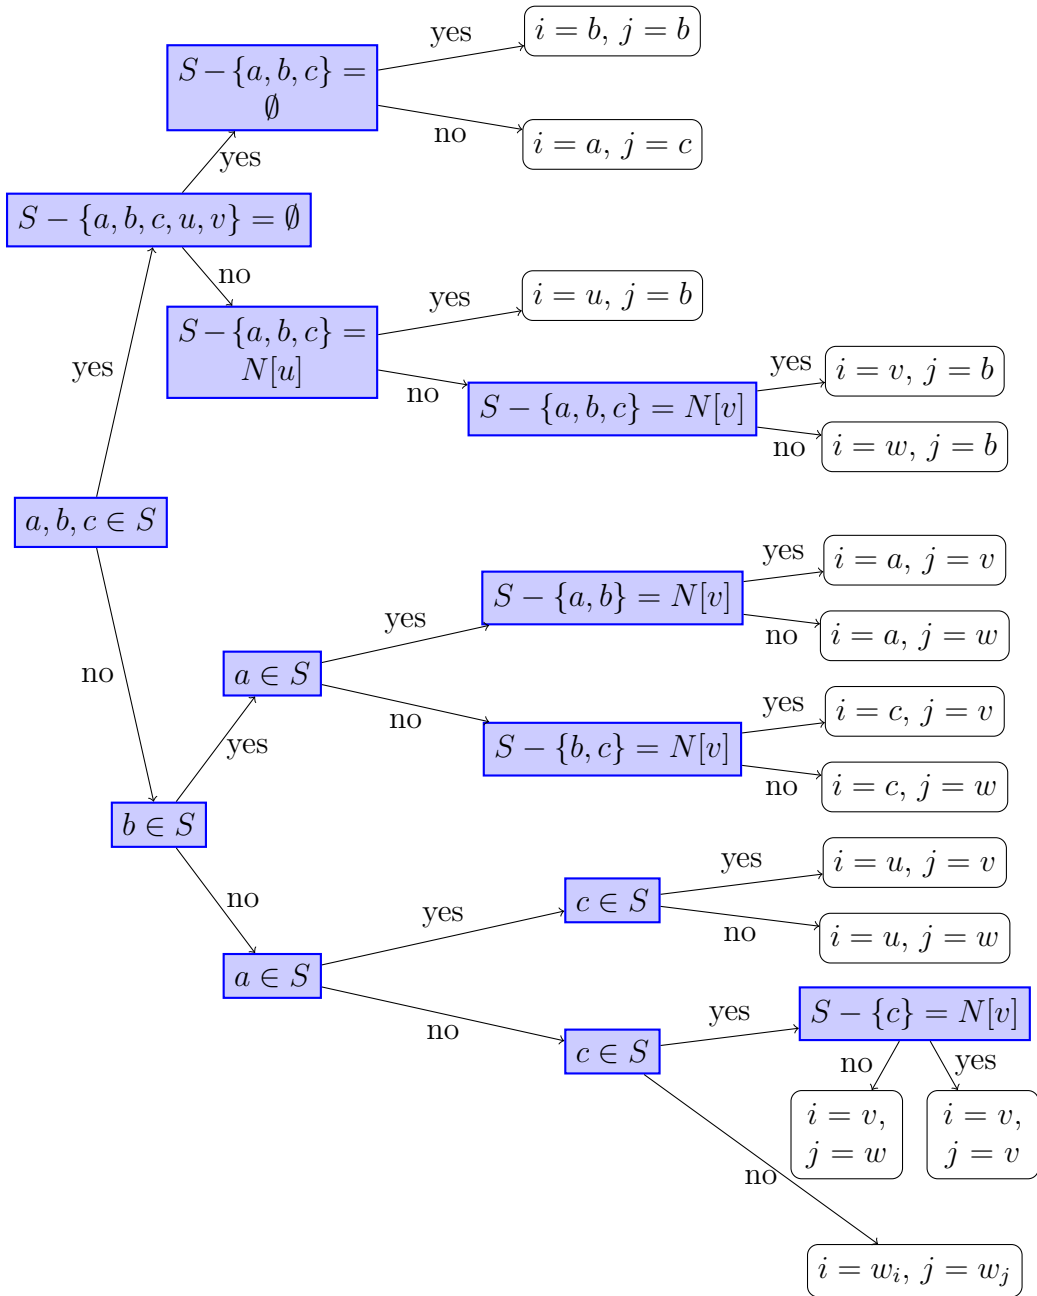 i = b, j = b
yes
S − {a, b, c} =
∅
no
i = a, j = c
yes
S − {a, b, c, u, v} = ∅
no
i = u, j = b
yes
S − {a, b, c} =
N[u]
no
yes
i = v, j = b
S − {a, b, c} = N[v]
no
i = w, j = b
yes
a, b, c ∈ S
no
yes
i = a, j = v
S − {a, b} = N[v]
yes
no
i = a, j = w
a ∈ S
no
yes
i = c, j = v
S − {b, c} = N[v]
yes
no
i = c, j = w
b ∈ S
no
yes
i = u, j = v
c ∈ S
yes
no
i = u, j = w
a ∈ S
no
yes
S − {c} = N[v]
c ∈ S
no
yes
i = v,
j = w
i = v,
j = v
no
i = w_i, j = w_j